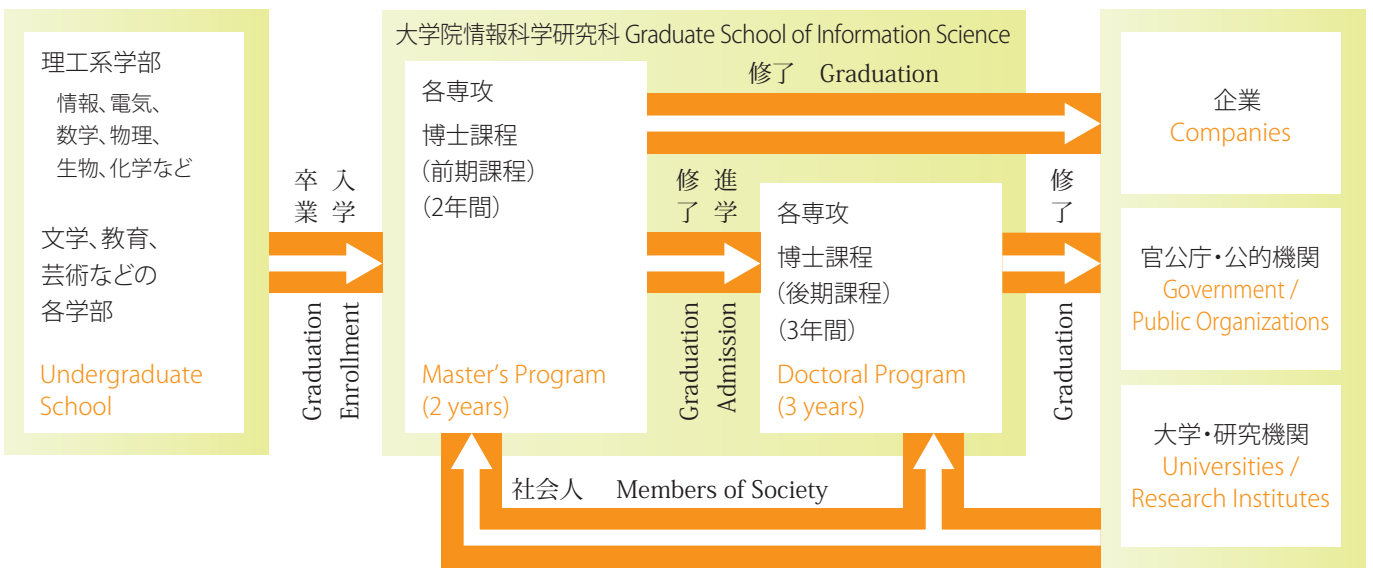 理工系学部
情報、電気、
数学、物理、
生物、化学など
文学、教育、
芸術などの
各学部
Undergraduate
School
卒業
入学
Graduation
Enrollment
大学院情報科学研究科 Graduate School of Information Science
各専攻
博士課程
(前期課程)
(2年間)
Master's Program
(2 years)
修了 Graduation
修了
進学
Graduation
Admission
各専攻
博士課程
(後期課程)
(3年間)
Doctoral Program
(3 years)
修了
Graduation
社会人 Members of Society
企業
Companies
官公庁・公的機関
Government /
Public Organizations
大学・研究機関
Universities /
Research Institutes